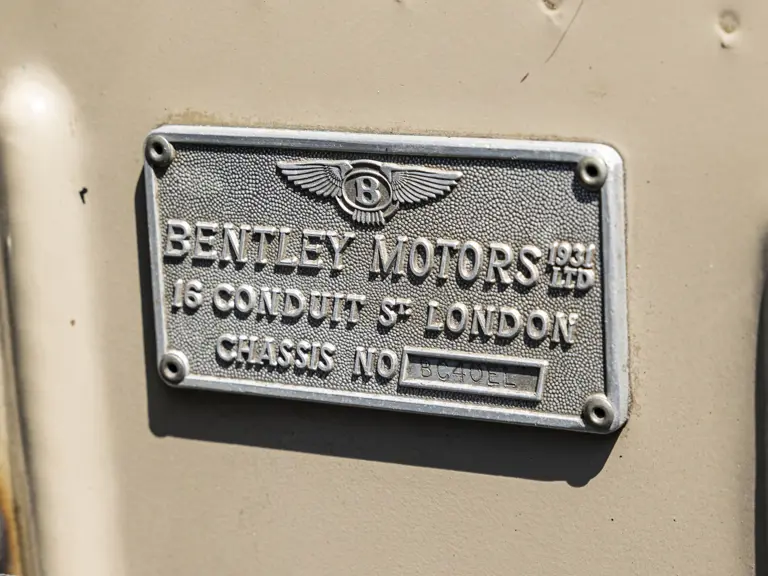 B
BENTLEY MOTORS 1931 LTD
16 CONDUIT ST LONDON
CHASSIS NO BC40EL